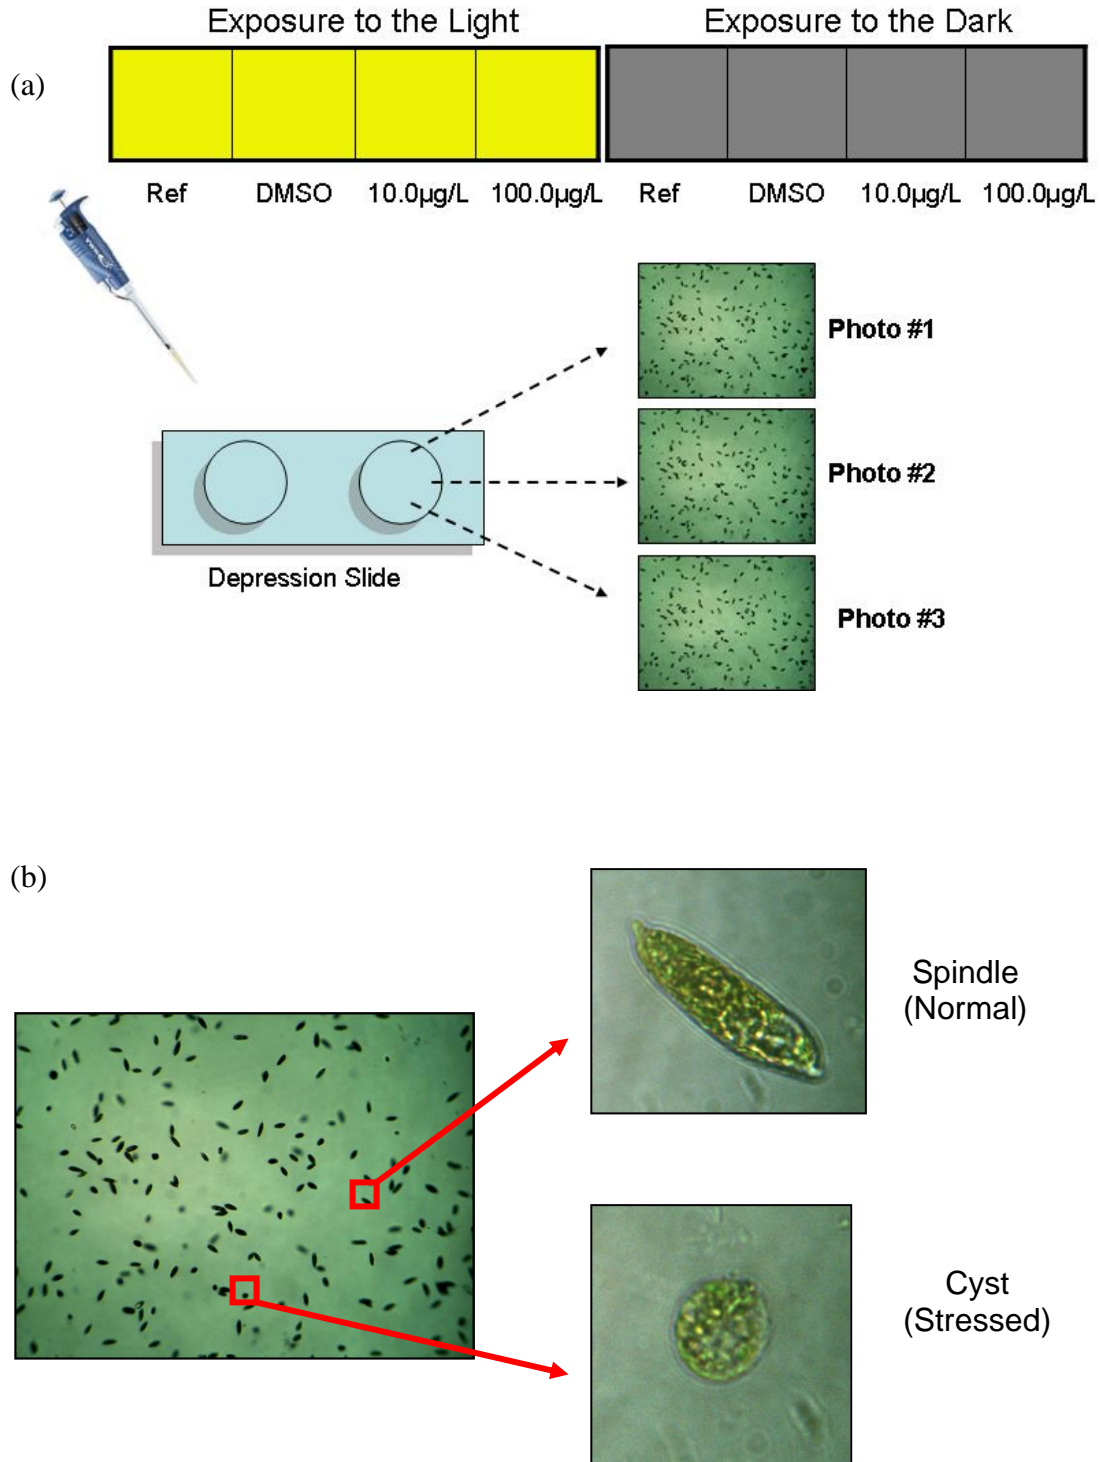 Exposure to the Light
Exposure to the Dark
(a)
Ref
DMSO
10.0µg/L
100.0µg/L
Ref
DMSO
10.0µg/L
100.0µg/L
Photo #1
Photo #2
Photo #3
Depression Slide
(b)
Spindle
(Normal)
Cyst
(Stressed)